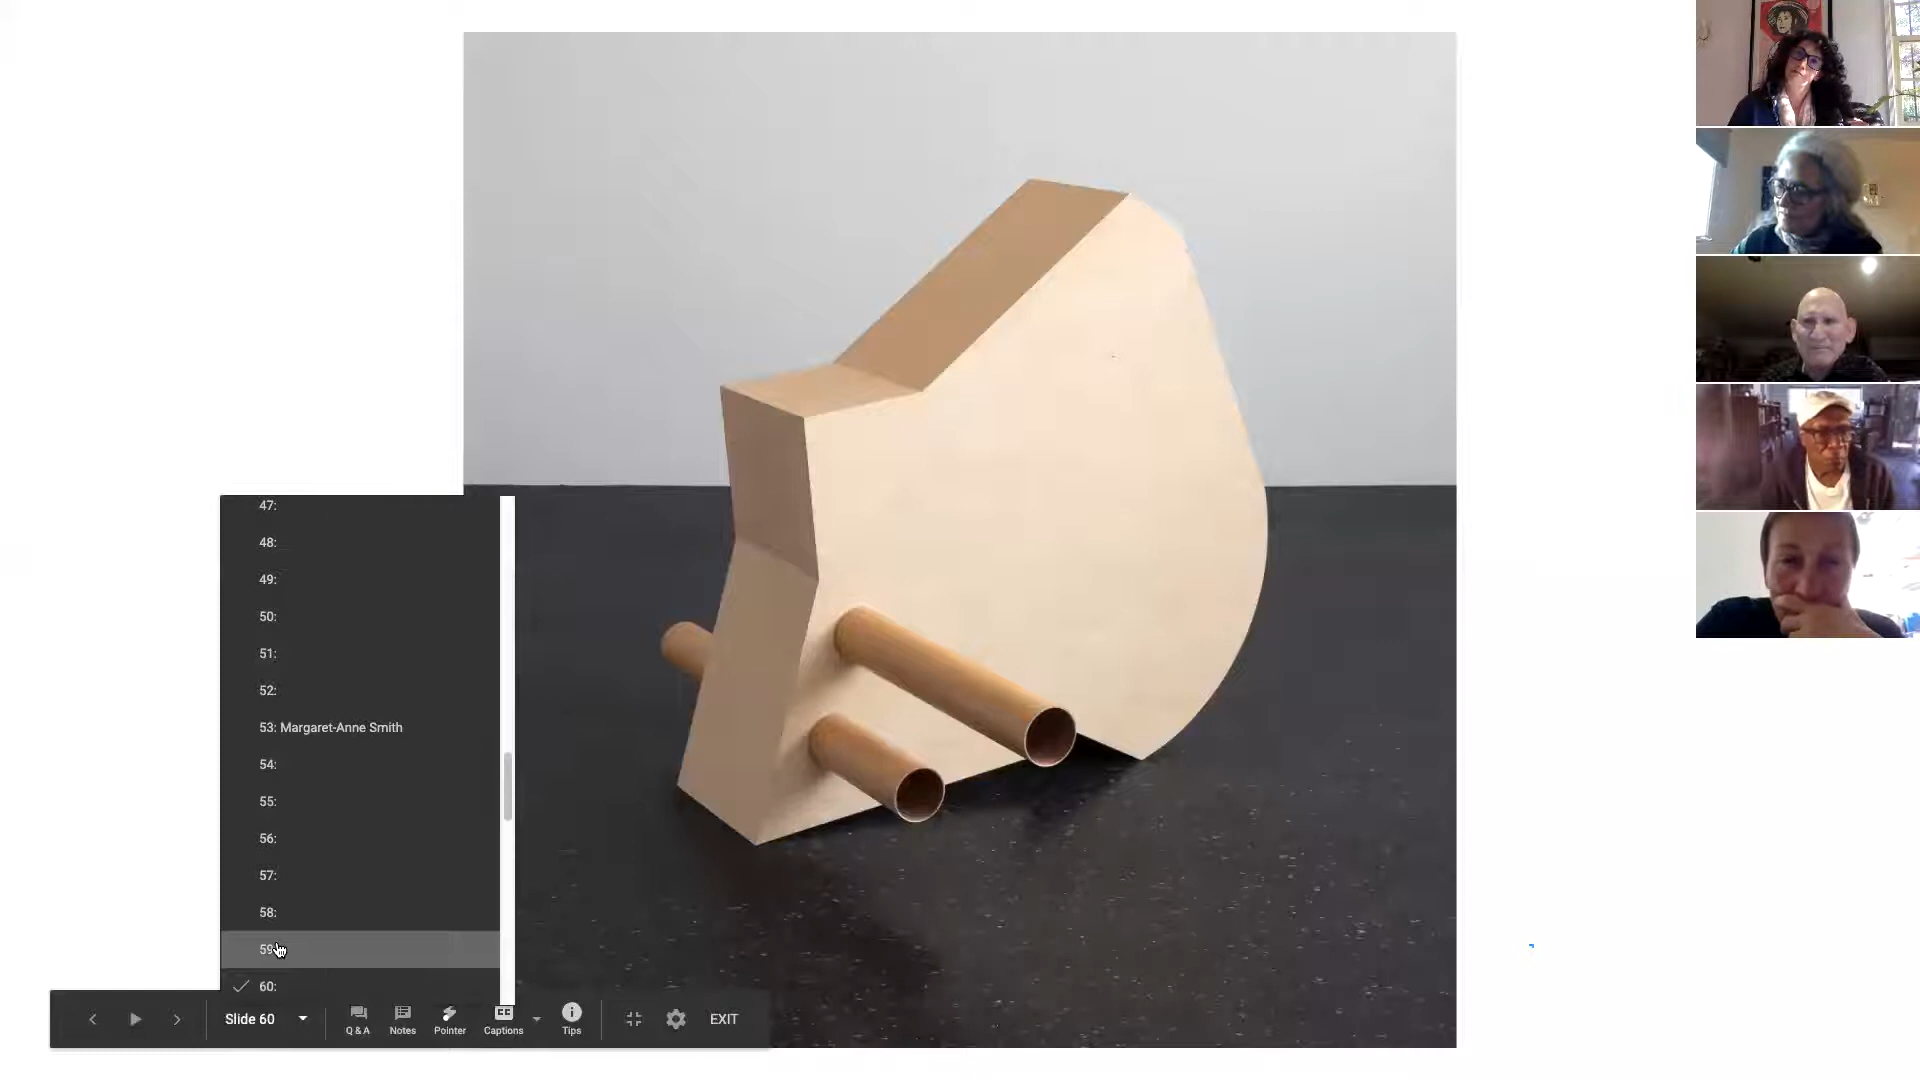 47:
48:
49:
50:
51:
52:
53: Margaret-Anne Smith
54:
55:
56:
57:
58:
59
60:
Slide 60
Q & A
Notes
Pointer
CC
Captions
Tips
EXIT